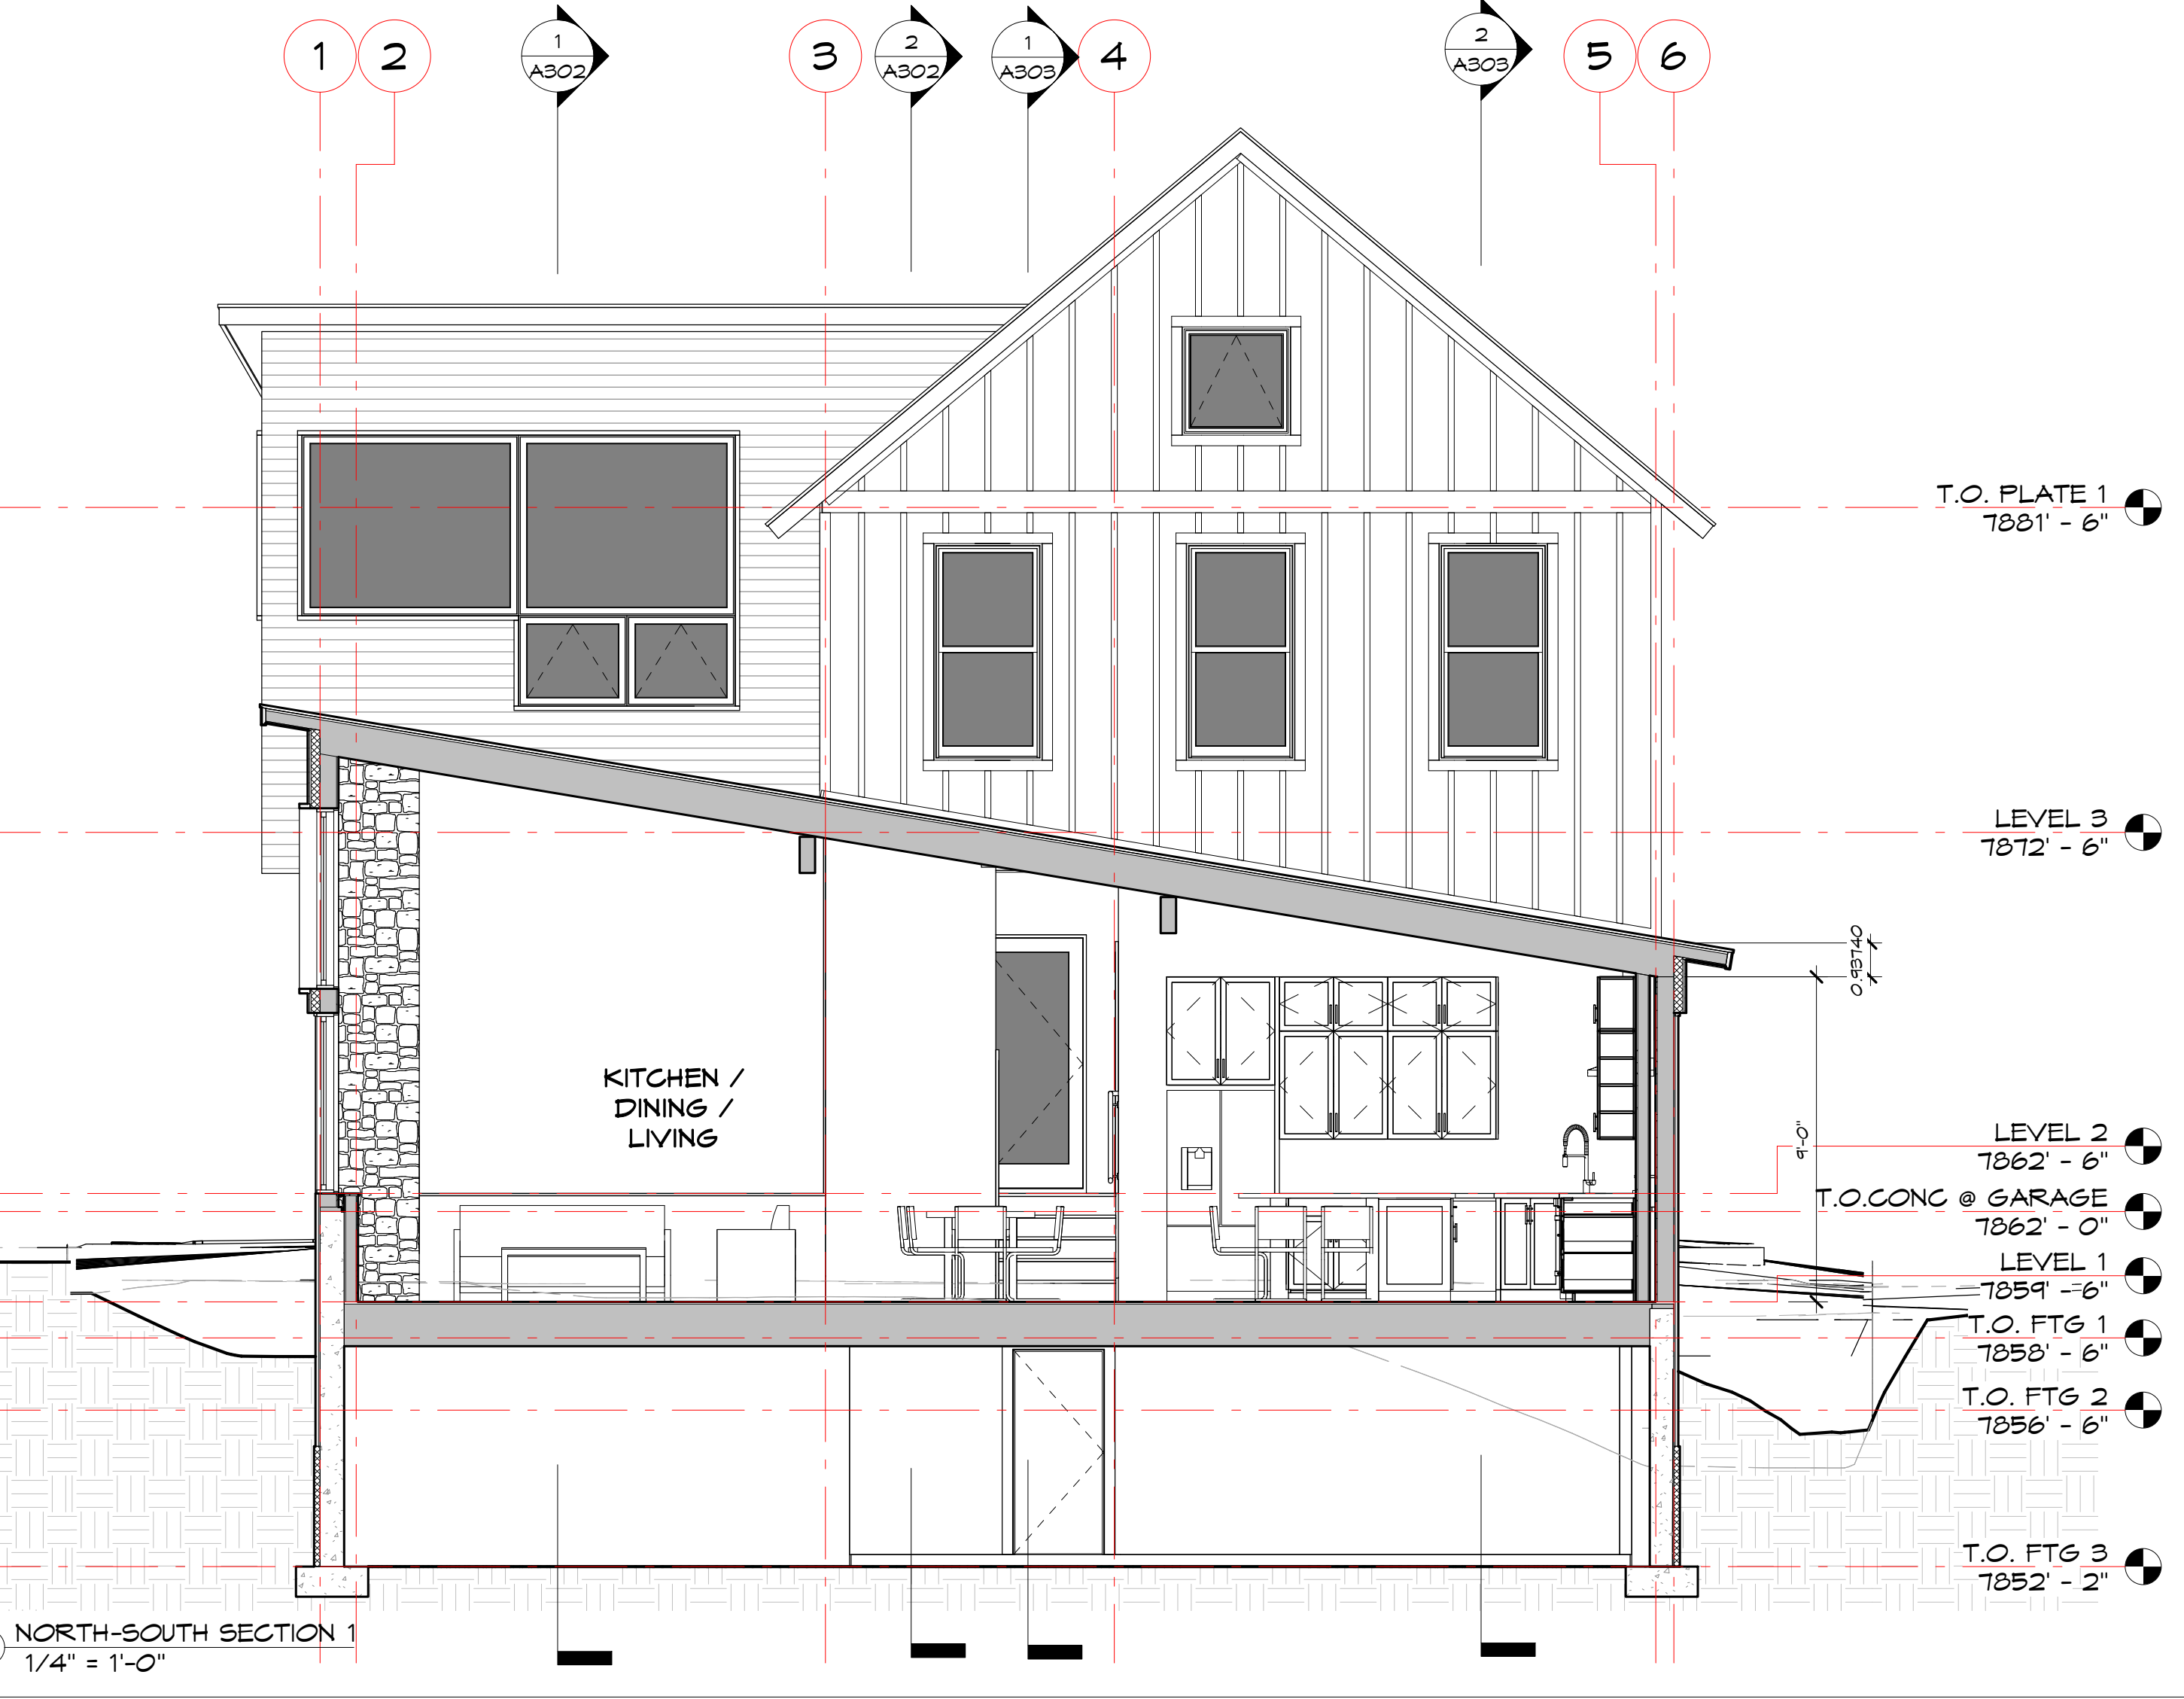 1
2
1
A302
3
2
A302
1
A303
4
2
A303
5
6
T.O. PLATE 1
7881' - 6"
LEVEL 3
7872' - 6"
0.93740
9'-0"
KITCHEN /
DINING /
LIVING
LEVEL 2
7862' - 6"
T.O.CONC @ GARAGE
7862' - 0"
LEVEL 1
7859' - 6"
T.O. FTG 1
7858' - 6"
T.O. FTG 2
7856' - 6"
T.O. FTG 3
7852' - 2"
NORTH-SOUTH SECTION 1
1/4" = 1'-0"